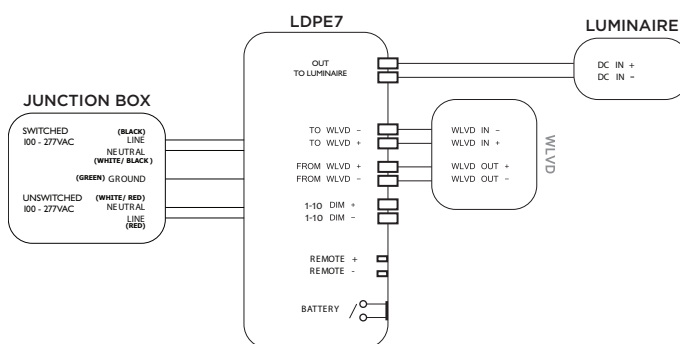 LDPE7
LUMINAIRE
OUT
TO LUMINAIRE
DC IN +
DC IN -
JUNCTION BOX
SWITCHED
100 - 277VAC
(BLACK)
LINE
NEUTRAL
(WHITE/ BLACK )
(GREEN) GROUND
UNSWITCHED
100 - 277VAC
(WHITE/ RED)
NEUTRAL
LINE
(RED)
TO WLVD -
TO WLVD +
FROM WLVD +
FROM WLVD -
1-10 DIM +
1-10 DIM -
REMOTE +
REMOTE -
BATTERY
WLVD IN -
WLVD IN +
WLVD OUT +
WLVD OUT -
WLVD